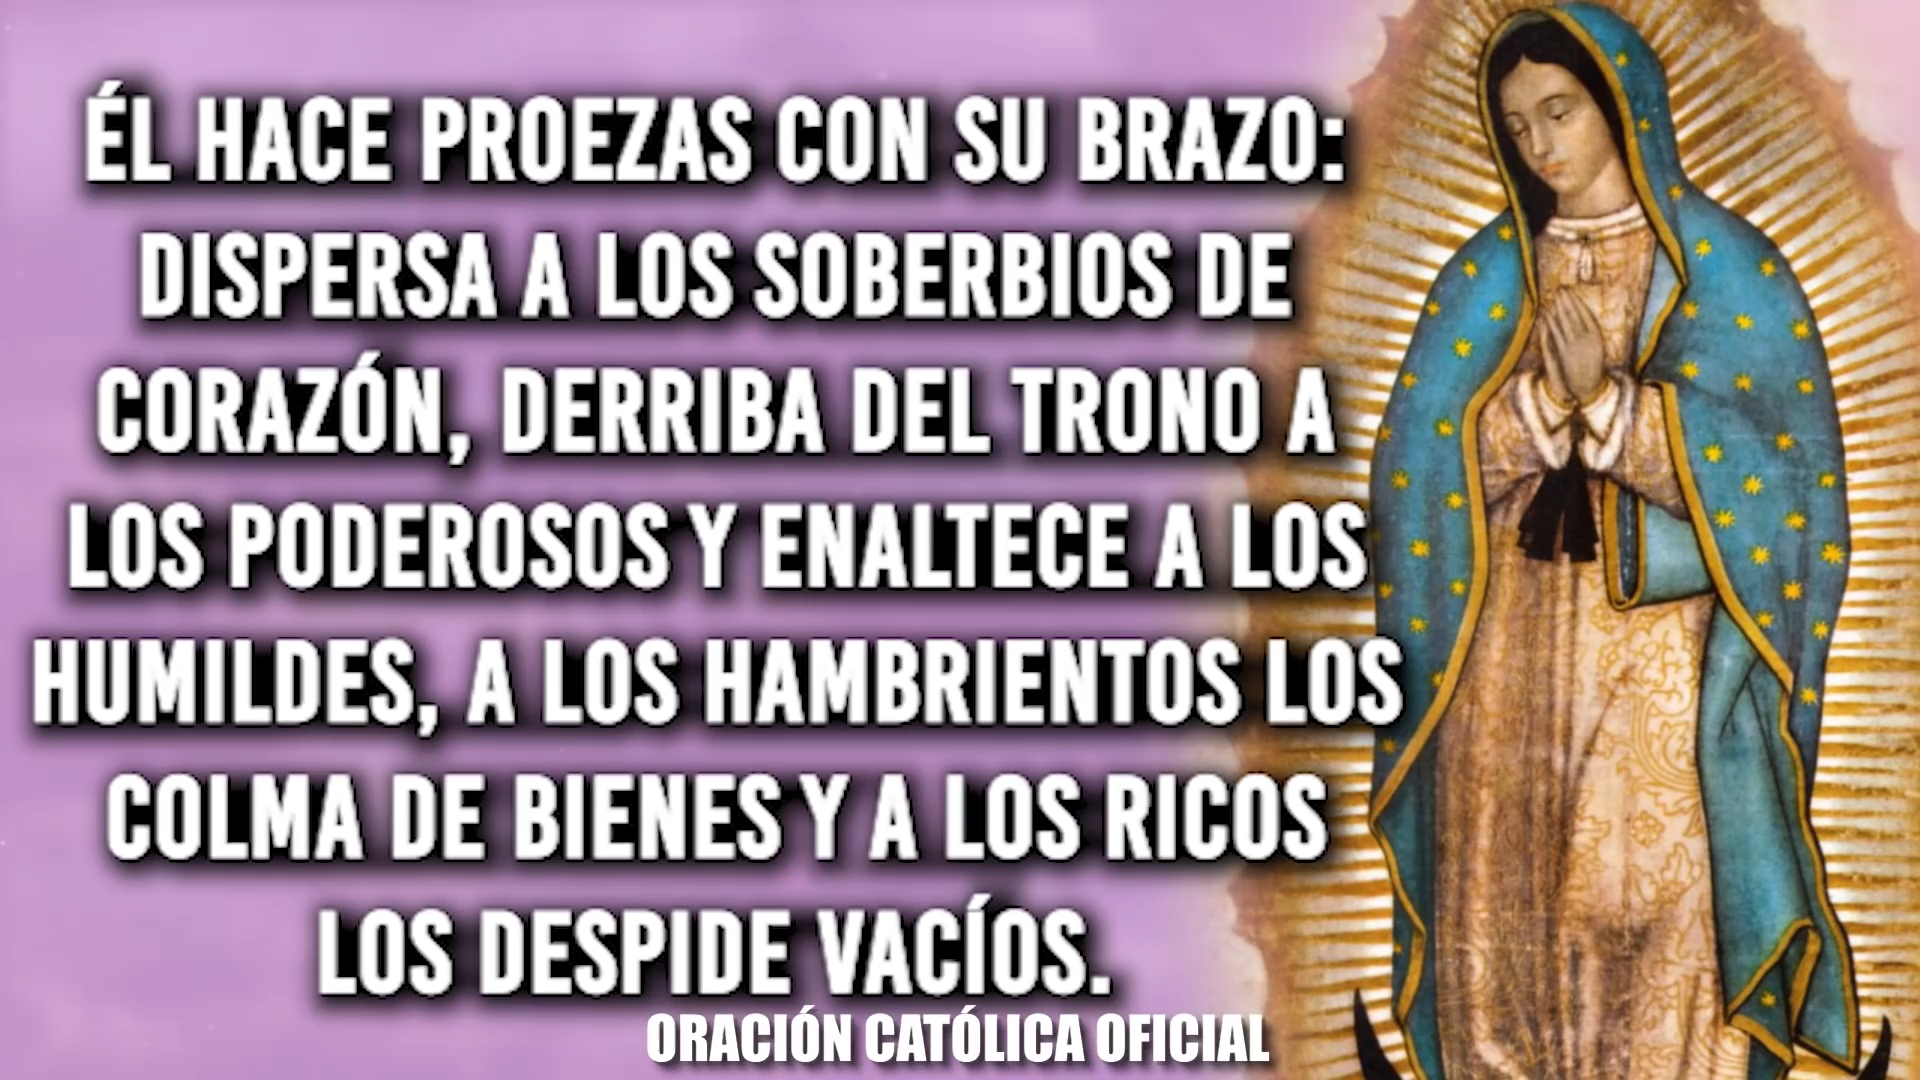 ÉL HACE PROEZAS CON SU BRAZO:
DISPERSA A LOS SOBERBIOS DE
CORAZÓN, DERRIBA DEL TRONO A
LOS PODEROSOS Y ENALTECE A LOS
HUMILDES, A LOS HAMBRIENTOS LOS
COLMA DE BIENES Y A LOS RICOS
LOS DESPIDE VACÍOS.
ORACIÓN CATÓLICA OFICIAL